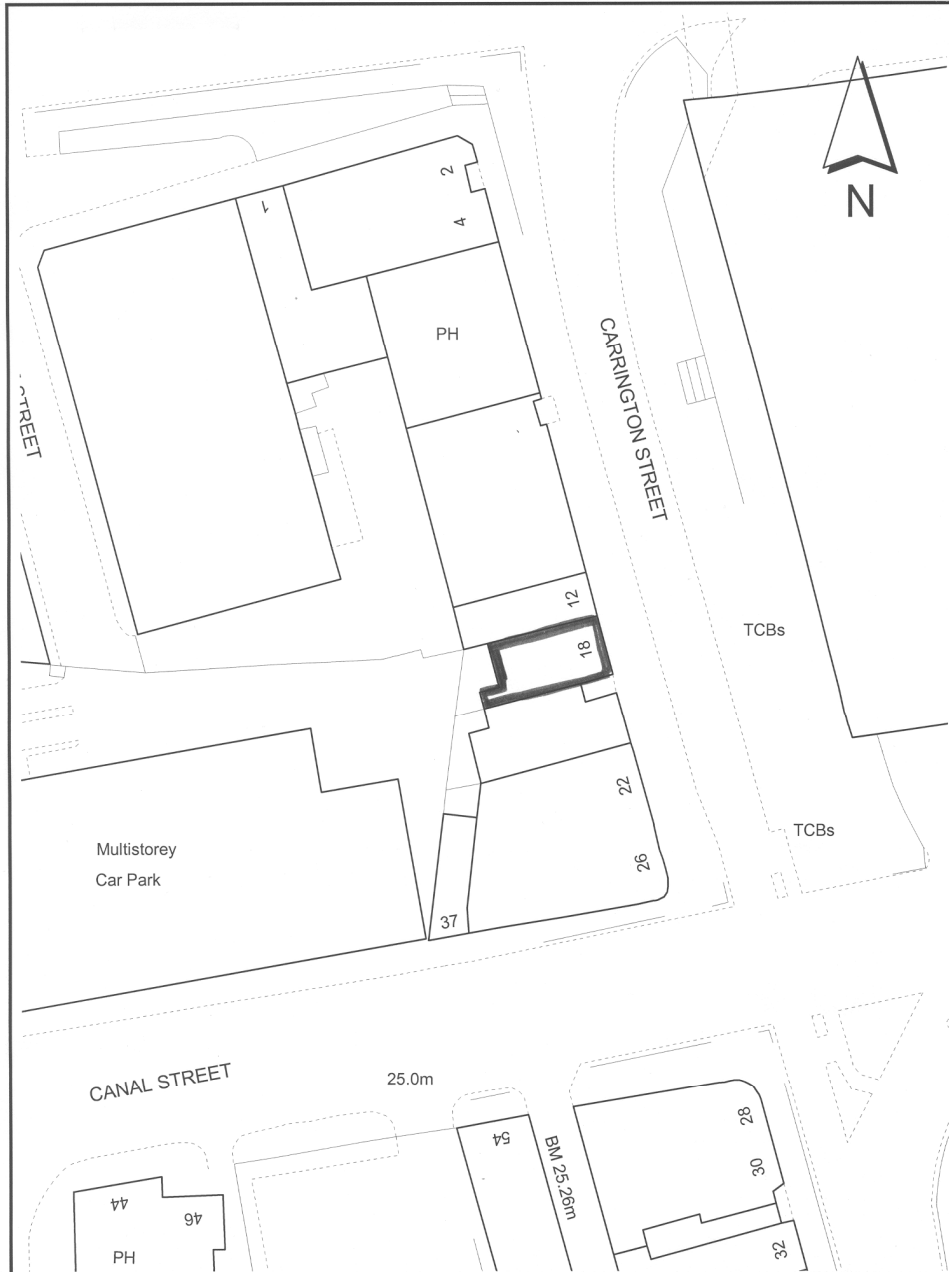 N
2
1
4
PH
CARRINGTON STREET
STREET
12
TCBs
18
22
TCBs
Multistorey
Car Park
26
37
CANAL STREET
25.0m
28
54
BM 25.26m
30
44
46
32
PH